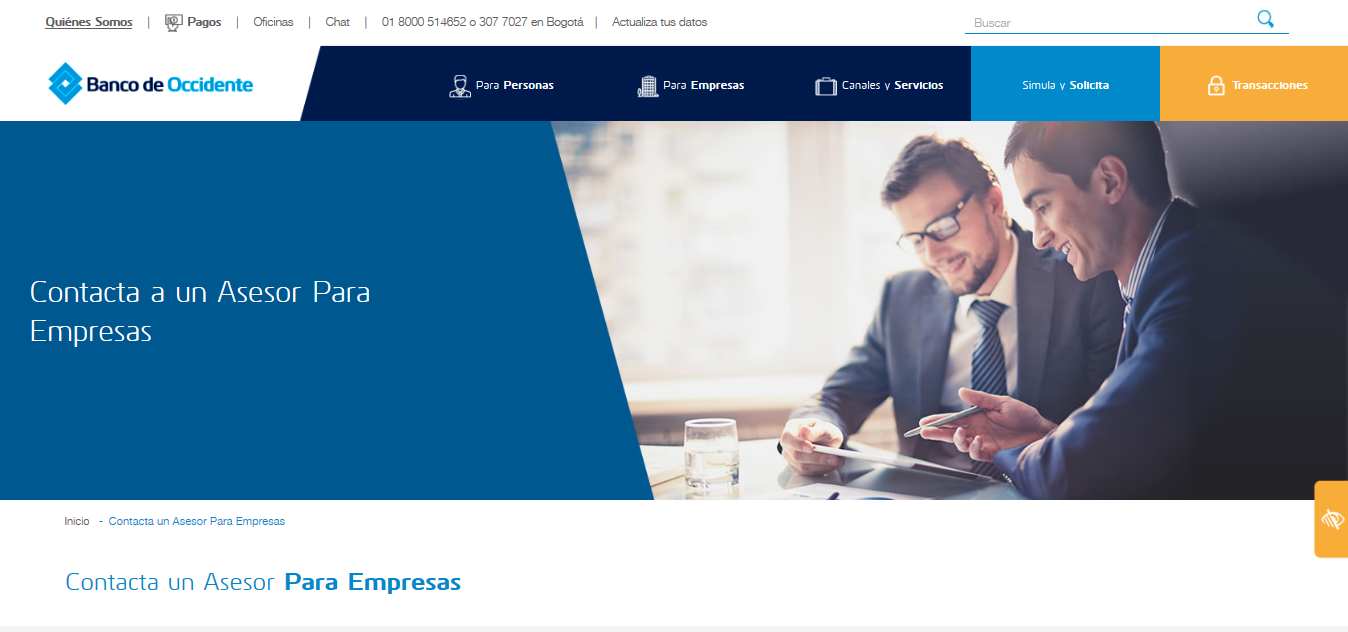 Quiénes Somos | Pagos | Oficinas | Chat | 01 8000 514652 o 307 7027 en Bogotá | Actualiza tus datos
Buscar
Banco de Occidente
Para Personas
Para Empresas
Canales y Servicios
Simula y Solicita
Transacciones
Contacta a un Asesor Para
Empresas
Inicio - Contacta un Asesor Para Empresas
Contacta un Asesor Para Empresas